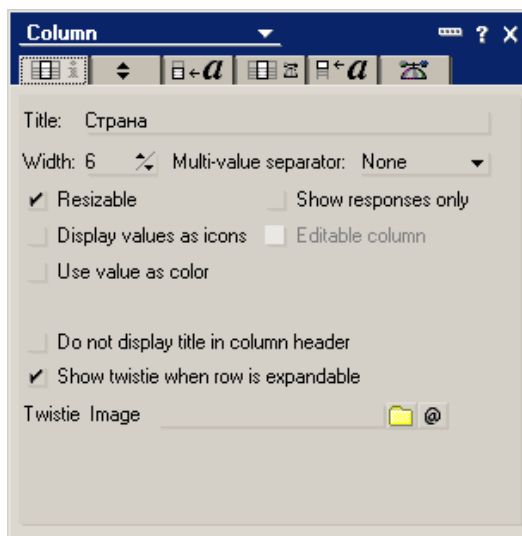 Column ?
i a a
Title: Страна
Width: 6 Multi-value separator: None
Resizable Show responses only
Display values as icons Editable column
Use value as color
Do not display title in column header
Show twistie when row is expandable
Twistie Image @